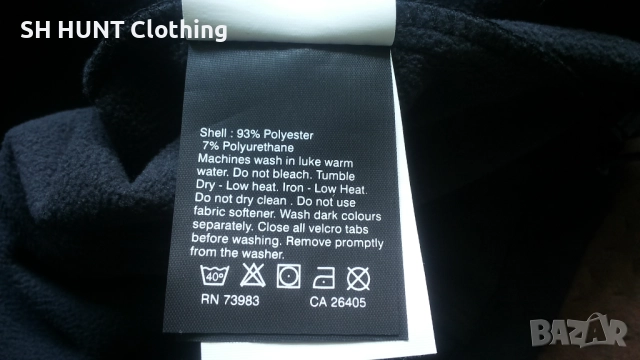 SH HUNT Clothing
Shell : 93% Polyester
7% Polyurethane
Machines wash in luke warm
water. Do not bleach. Tumble
Dry - Low heat. Iron - Low Heat.
Do not dry clean . Do not use
fabric softener. Wash dark colours
separately. Close all velcro tabs
before washing. Remove promptly
from the washer.
40°
RN 73983 CA 26405
BAZAR